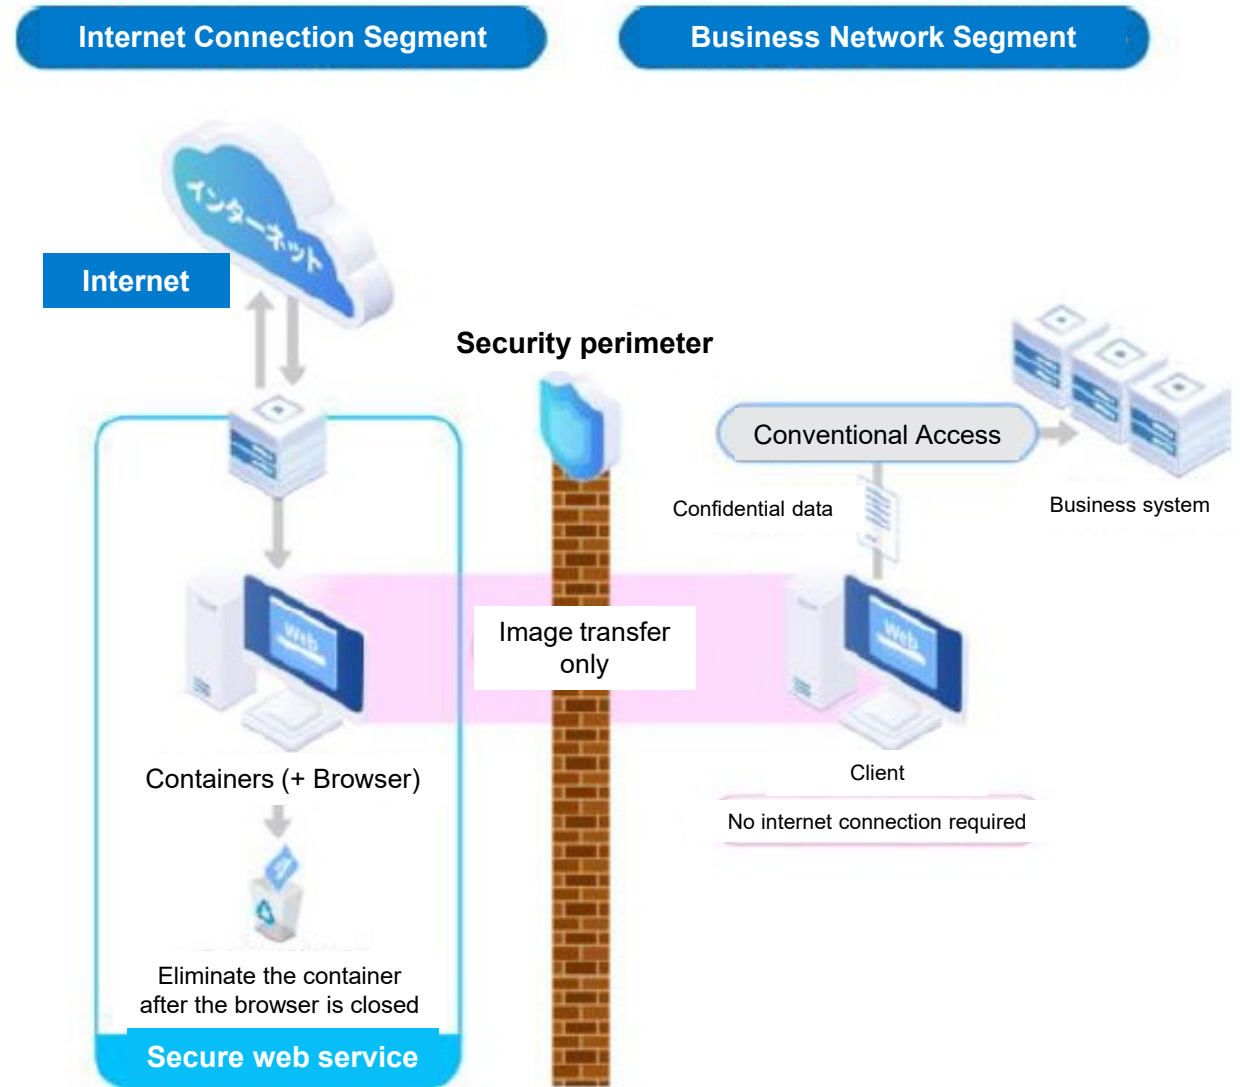 Internet Connection Segment
Business Network Segment
インターネット
Internet
Security perimeter
Conventional Access
Confidential data
Business system
Web
Web
Image transfer
only
Containers (+ Browser)
Client
No internet connection required
Eliminate the container
after the browser is closed
Secure web service